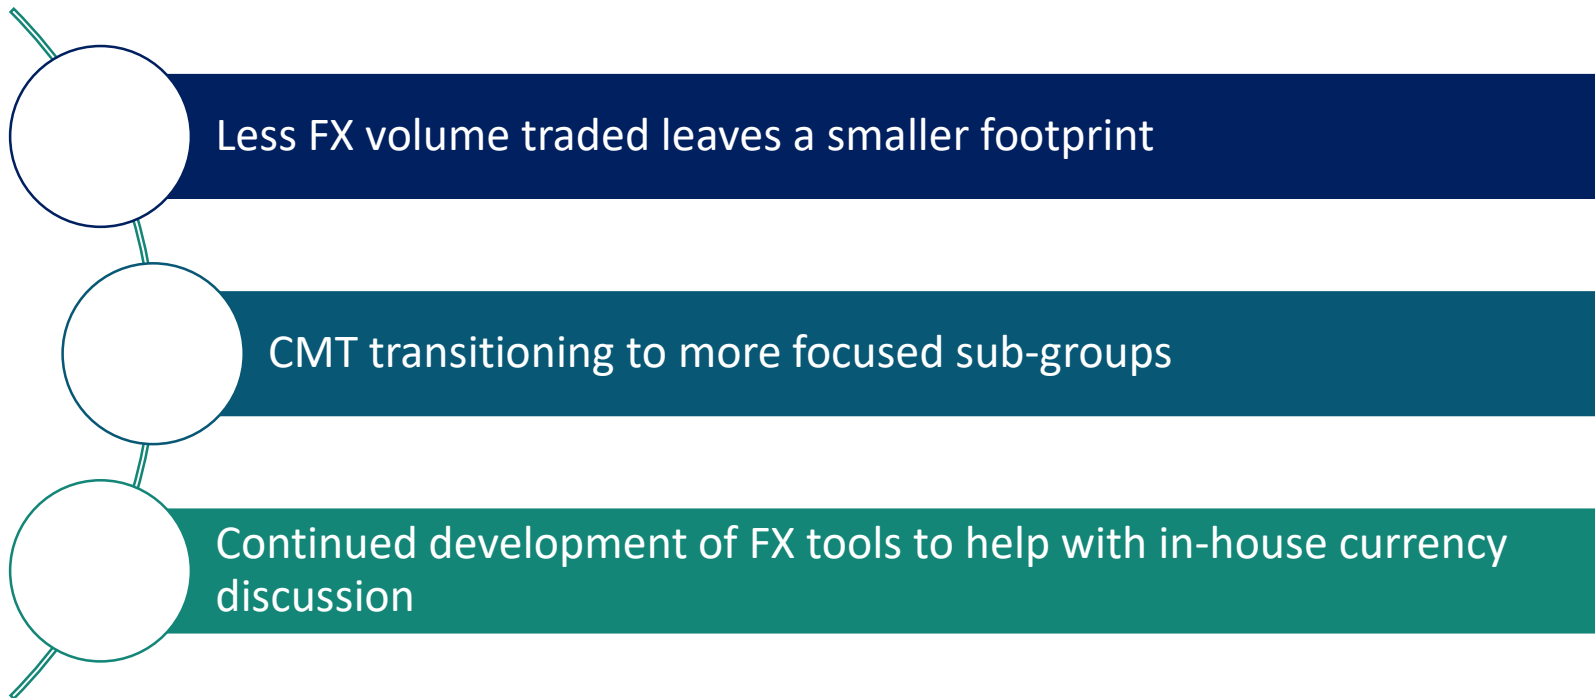 Less FX volume traded leaves a smaller footprint
CMT transitioning to more focused sub-groups
Continued development of FX tools to help with in-house currency
discussion